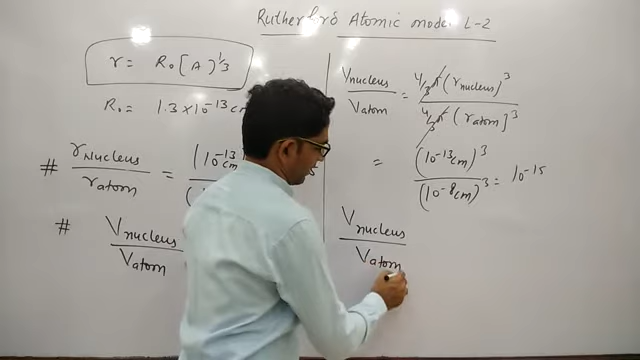 Rutherford Atomic model L-2
r = R₀[A]^1/3
R₀ = 1.3 × 10⁻¹³ cm
# r Nucleus / r atom = (10⁻¹³ cm
# V nucleus / V atom
V nucleus / V atom = 4/3 π (r nucleus)³ / 4/3 π (r atom)³
= (10⁻¹³ cm)³ / (10⁻⁸ cm)³ = 10⁻¹⁵
V nucleus / V atom